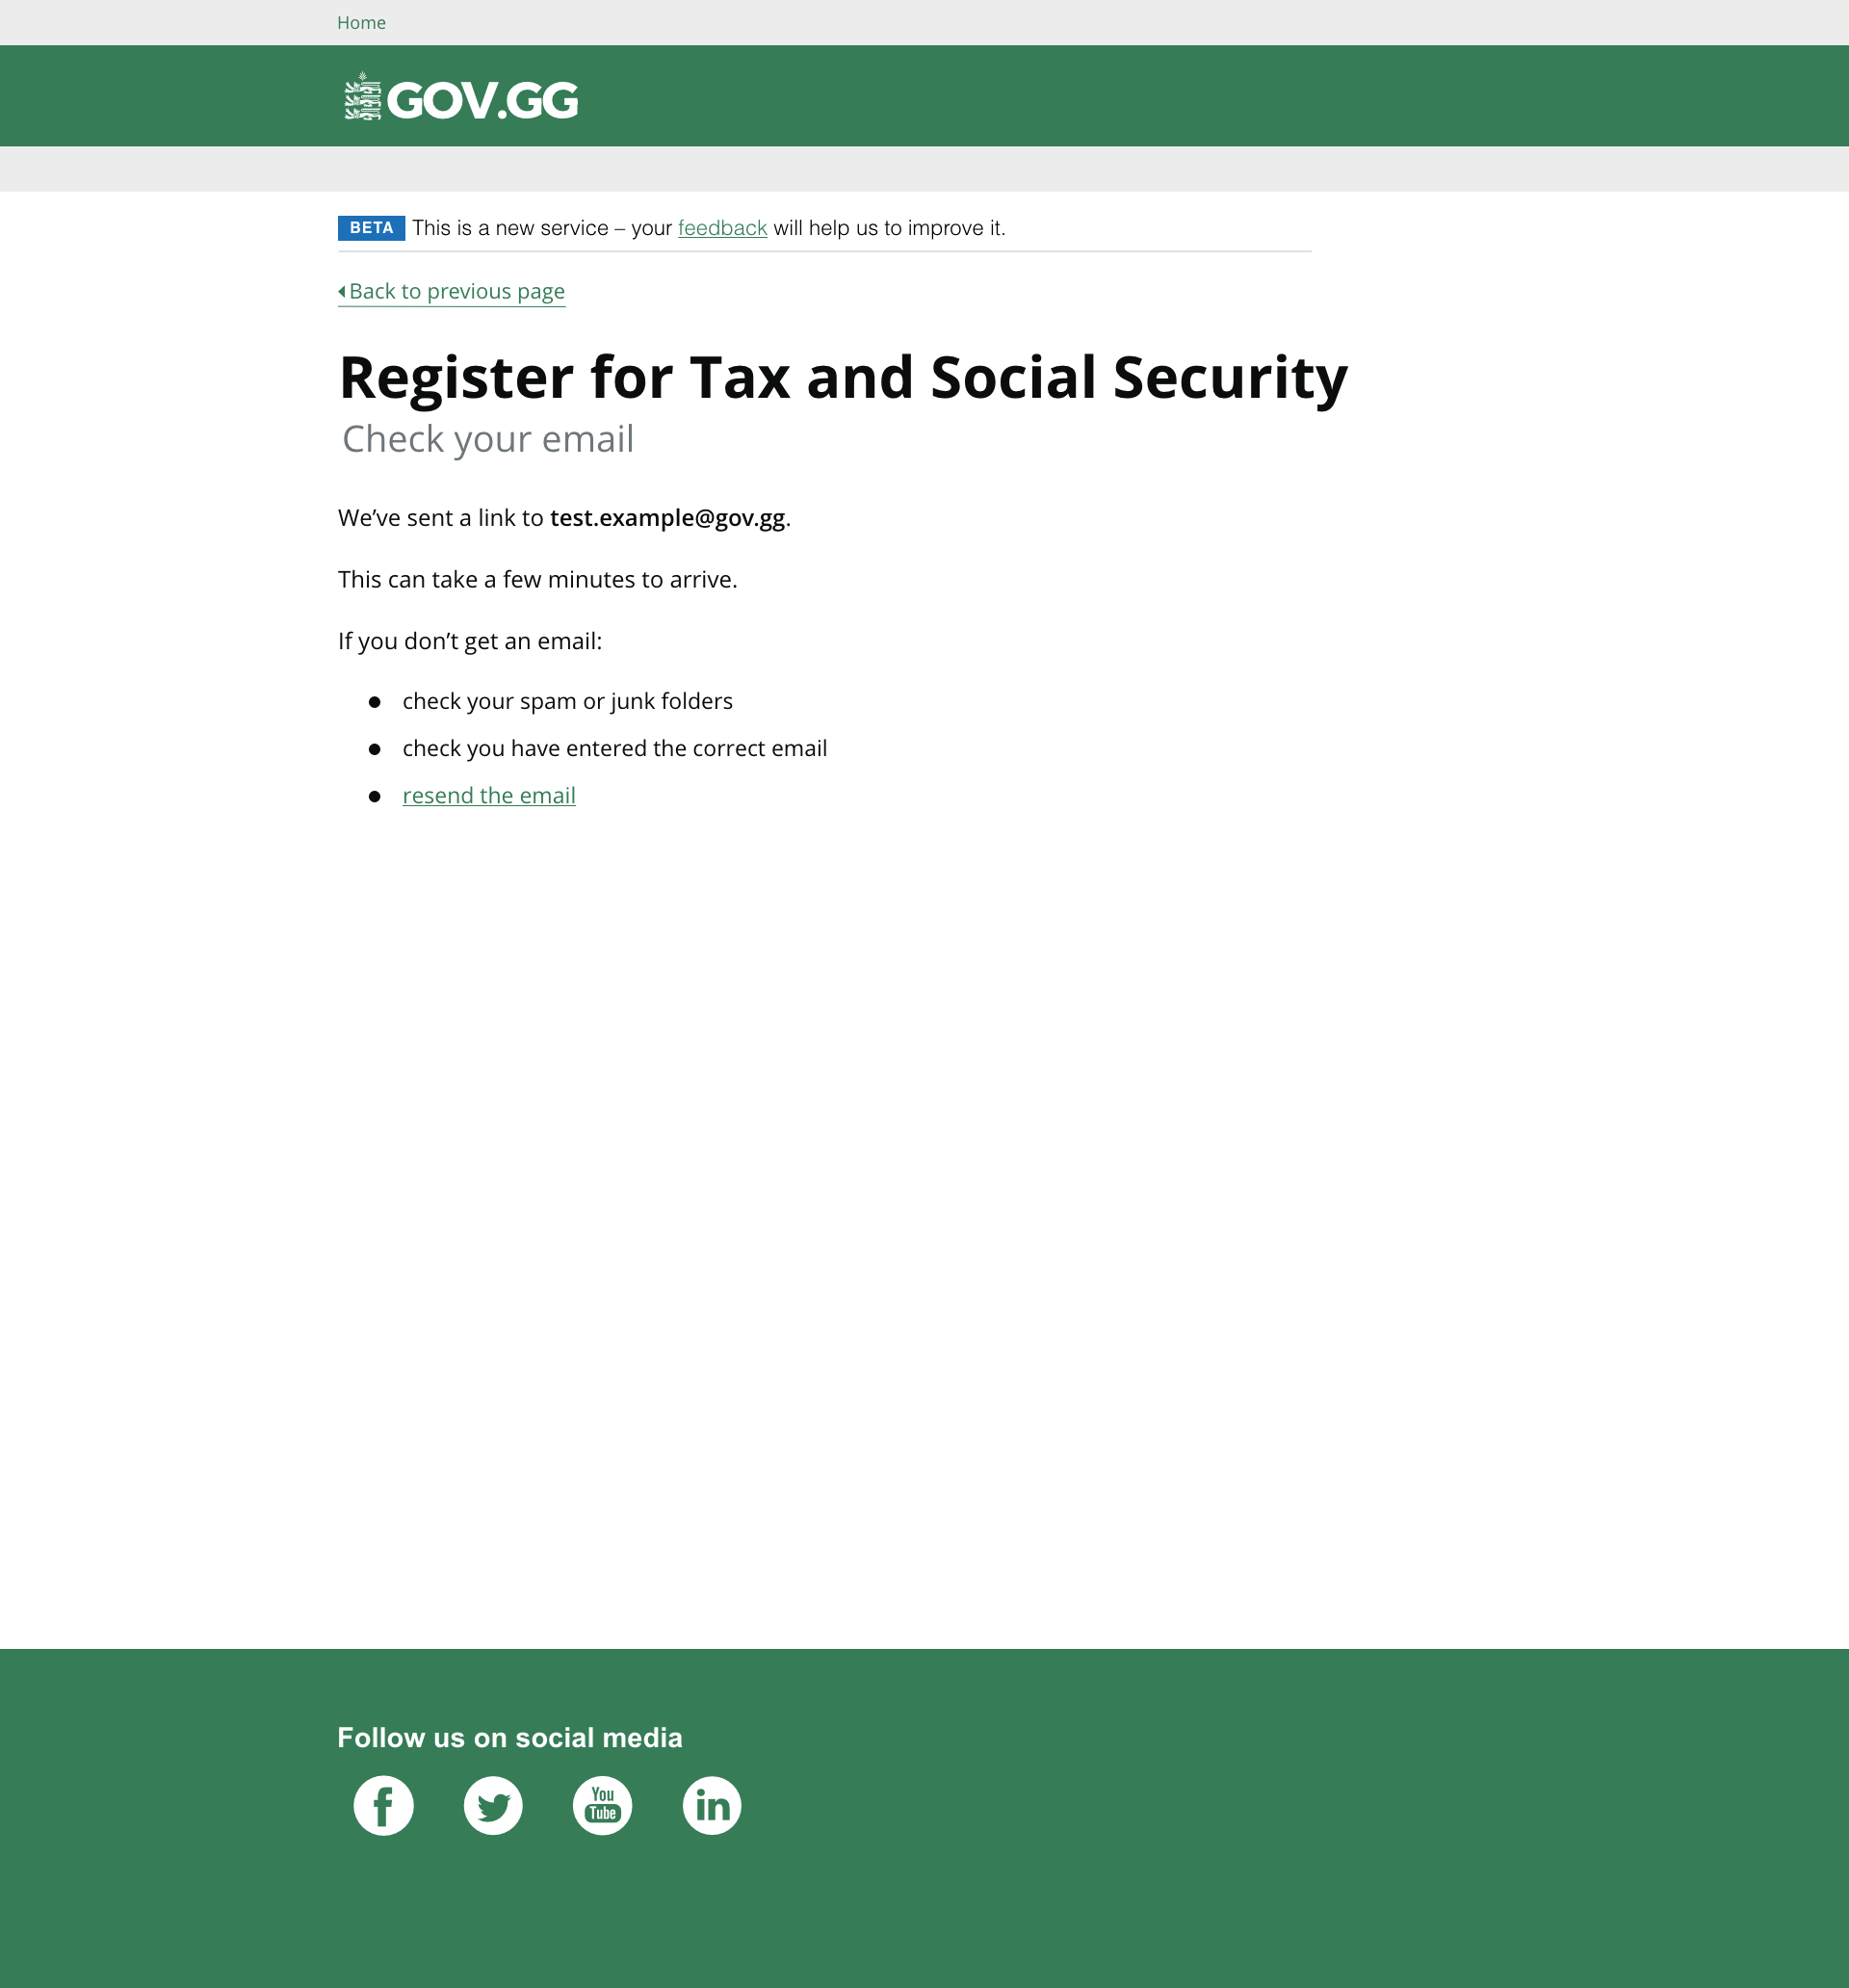 Home
GOV.GG
BETA This is a new service – your feedback will help us to improve it.
Back to previous page
Register for Tax and Social Security
Check your email
We’ve sent a link to test.example@gov.gg.
This can take a few minutes to arrive.
If you don’t get an email:
● check your spam or junk folders
● check you have entered the correct email
● resend the email
Follow us on social media
f You Tube in